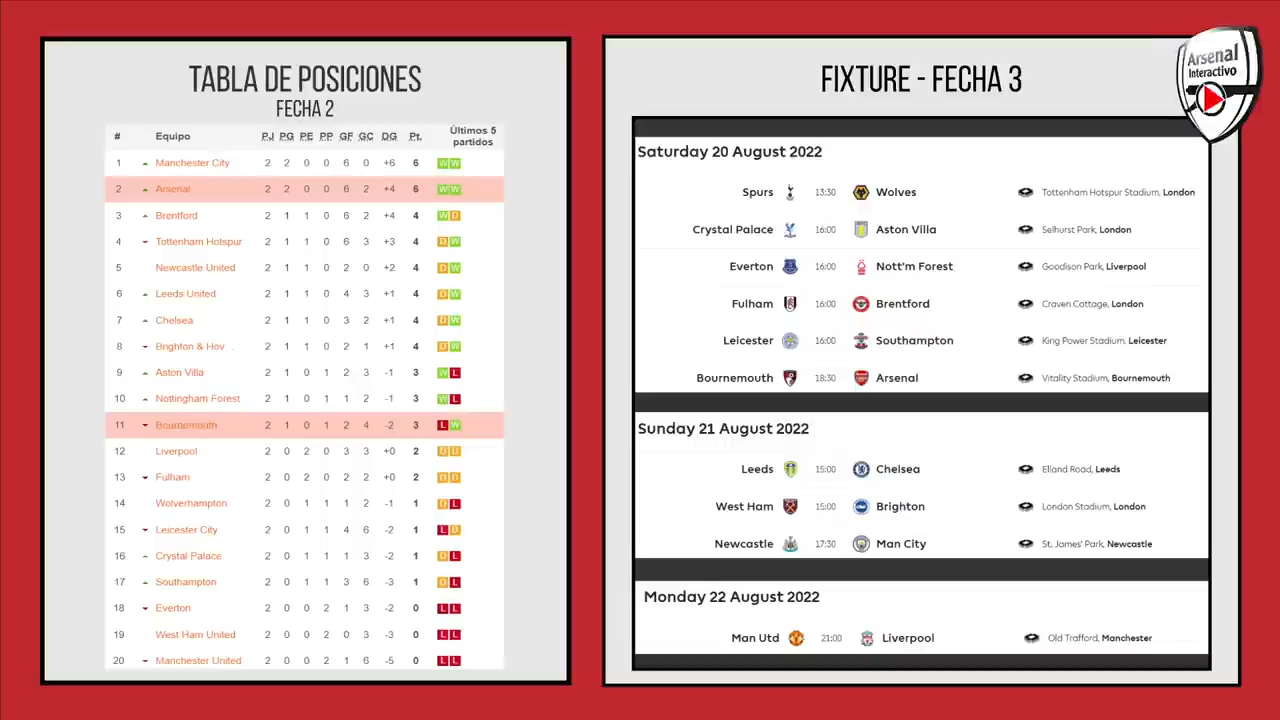 TABLA DE POSICIONES
FECHA 2
# Equipo PJ PG PE PP GF GC DG Pt. Últimos 5 partidos
1 Manchester City 2 2 0 0 6 0 +6 6 W W
2 Arsenal 2 2 0 0 6 2 +4 6 W W
3 Brentford 2 1 1 0 6 2 +4 4 W D
4 Tottenham Hotspur 2 1 1 0 6 3 +3 4 D W
5 Newcastle United 2 1 1 0 2 0 +2 4 D W
6 Leeds United 2 1 1 0 4 3 +1 4 D W
7 Chelsea 2 1 1 0 3 2 +1 4 D W
8 Brighton & Hov... 2 1 1 0 2 1 +1 4 D W
9 Aston Villa 2 1 0 1 2 3 -1 3 W L
10 Nottingham Forest 2 1 0 1 1 2 -1 3 W L
11 Bournemouth 2 1 0 1 2 4 -2 3 L W
12 Liverpool 2 0 2 0 3 3 +0 2 D D
13 Fulham 2 0 2 0 2 2 +0 2 D D
14 Wolverhampton 2 0 1 1 1 2 -1 1 D L
15 Leicester City 2 0 1 1 4 6 -2 1 L D
16 Crystal Palace 2 0 1 1 1 3 -2 1 D L
17 Southampton 2 0 1 1 3 6 -3 1 D L
18 Everton 2 0 0 2 1 3 -2 0 L L
19 West Ham United 2 0 0 2 0 3 -3 0 L L
20 Manchester United 2 0 0 2 1 6 -5 0 L L
FIXTURE - FECHA 3
Arsenal
Interactivo
Saturday 20 August 2022
Spurs 13:30 Wolves Tottenham Hotspur Stadium, London
Crystal Palace 16:00 Aston Villa Selhurst Park, London
Everton 16:00 Nott'm Forest Goodison Park, Liverpool
Fulham 16:00 Brentford Craven Cottage, London
Leicester 16:00 Southampton King Power Stadium, Leicester
Bournemouth 18:30 Arsenal Vitality Stadium, Bournemouth
Sunday 21 August 2022
Leeds 15:00 Chelsea Elland Road, Leeds
West Ham 15:00 Brighton London Stadium, London
Newcastle 17:30 Man City St. James' Park, Newcastle
Monday 22 August 2022
Man Utd 21:00 Liverpool Old Trafford, Manchester